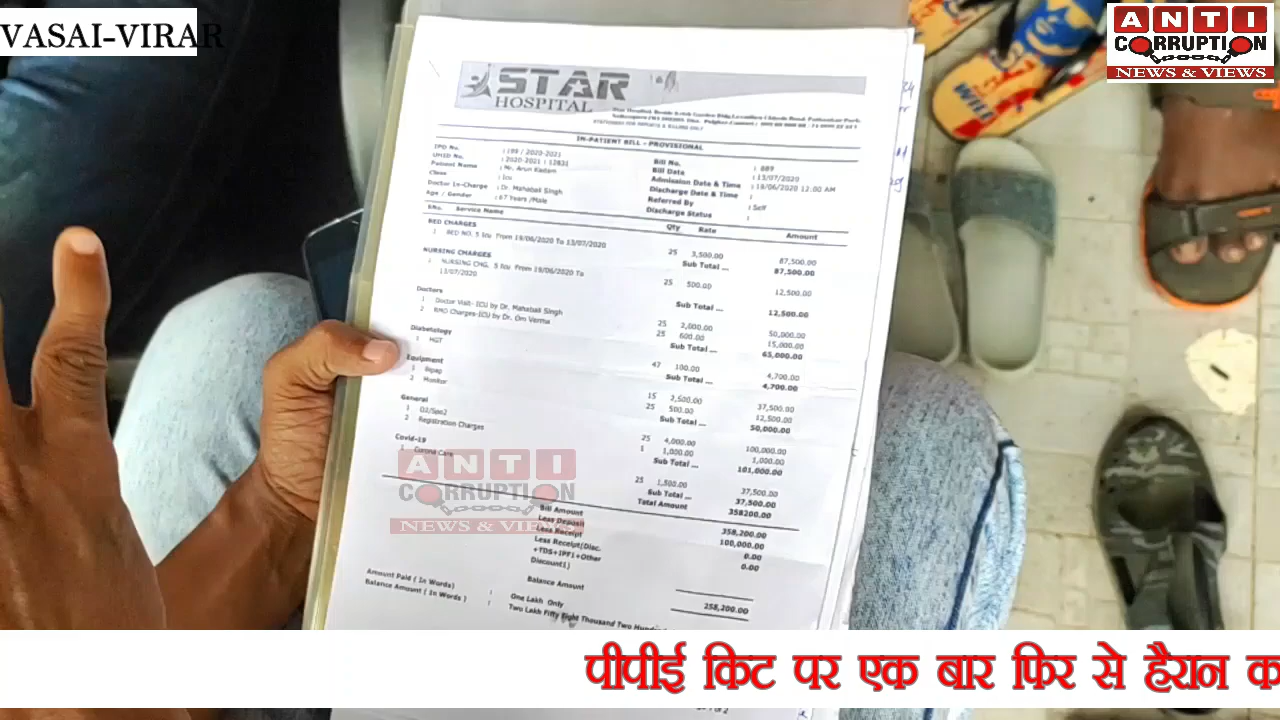 VASAI-VIRAR
ANTI
CORRUPTION
NEWS & VIEWS
STAR
HOSPITAL
IN-PATIENT BILL - PROVISIONAL
IPD No. : 199 / 2020-2021
UHID No. : 2020-2021 : 12831
Patient Name : Mr. Arun Kadam
Class : Icu
Doctor In-Charge : Dr. Mahabali Singh
Age / Gender : 67 Years /Male
Bill No. : 889
Bill Date : 13/07/2020
Admission Date & Time : 18/06/2020 12:00 AM
Discharge Date & Time :
Referred By : Self
Discharge Status :
SNo. Service Name Qty Rate Amount
BED CHARGES
1 BED NO. 5 Icu From 19/06/2020 To 13/07/2020 25 3,500.00 87,500.00
Sub Total ... 87,500.00
NURSING CHARGES
1 NURSING CHG. 5 Icu From 19/06/2020 To 13/07/2020 25 500.00 12,500.00
Sub Total ... 12,500.00
Doctors
1 Doctor Visit- ICU by Dr. Mahabali Singh 25 2,000.00 50,000.00
2 RMO Charges-ICU by Dr. Om Verma 25 600.00 15,000.00
Sub Total ... 65,000.00
Diabetology
1 HGT 47 100.00 4,700.00
Sub Total ... 4,700.00
Equipment
1 Bipap 15 2,500.00 37,500.00
2 Monitor 25 500.00 12,500.00
Sub Total ... 50,000.00
General
1 O2/Spo2 25 4,000.00 100,000.00
2 Registration Charges 1 1,000.00 1,000.00
Sub Total ... 101,000.00
Covid-19
1 Corona Care 25 1,500.00 37,500.00
Sub Total ... 37,500.00
Total Amount 358200.00
ANTI
CORRUPTION
NEWS & VIEWS
Bill Amount 358,200.00
Less Deposit 100,000.00
Less Receipt 0.00
Less Receipt(Disc. +TDS+IPF1+Other Discount1) 0.00
Balance Amount 258,200.00
Amount Paid ( In Words) : One Lakh Only
Balance Amount ( In Words ) : Two Lakh Fifty Eight Thousand Two
पीपीई किट पर एक बार फिर से हैरान क